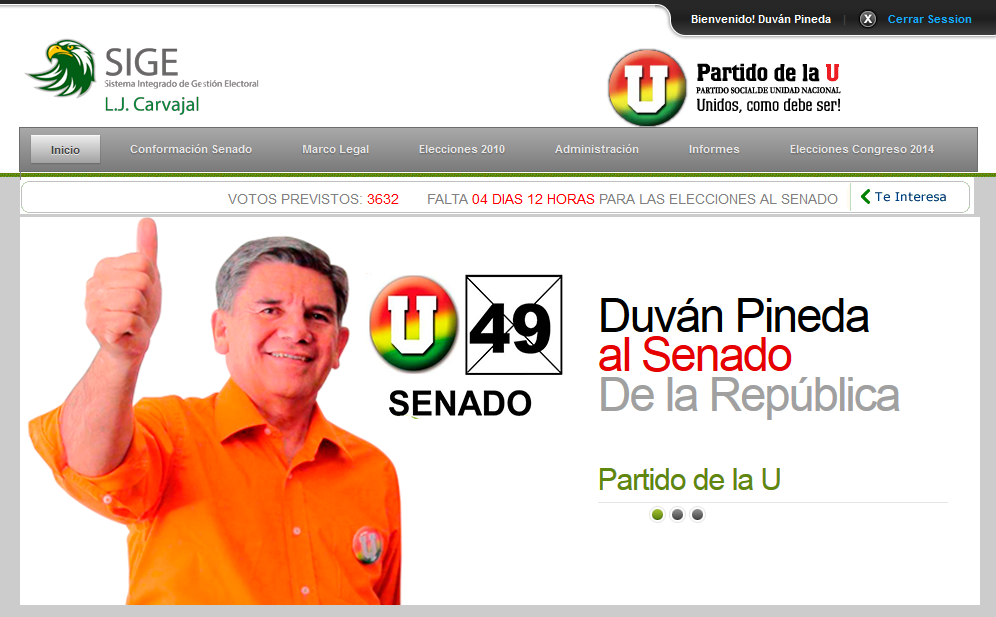 Bienvenido! Duván Pineda | X Cerrar Session
SIGE
Sistema Integrado de Gestión Electoral
L.J. Carvajal
U
Partido de la U
PARTIDO SOCIAL DE UNIDAD NACIONAL
Unidos, como debe ser!
Inicio Conformación Senado Marco Legal Elecciones 2010 Administración Informes Elecciones Congreso 2014
VOTOS PREVISTOS: 3632 FALTA 04 DIAS 12 HORAS PARA LAS ELECCIONES AL SENADO Te Interesa
U 49
SENADO
Duván Pineda
al Senado
De la República
Partido de la U
U